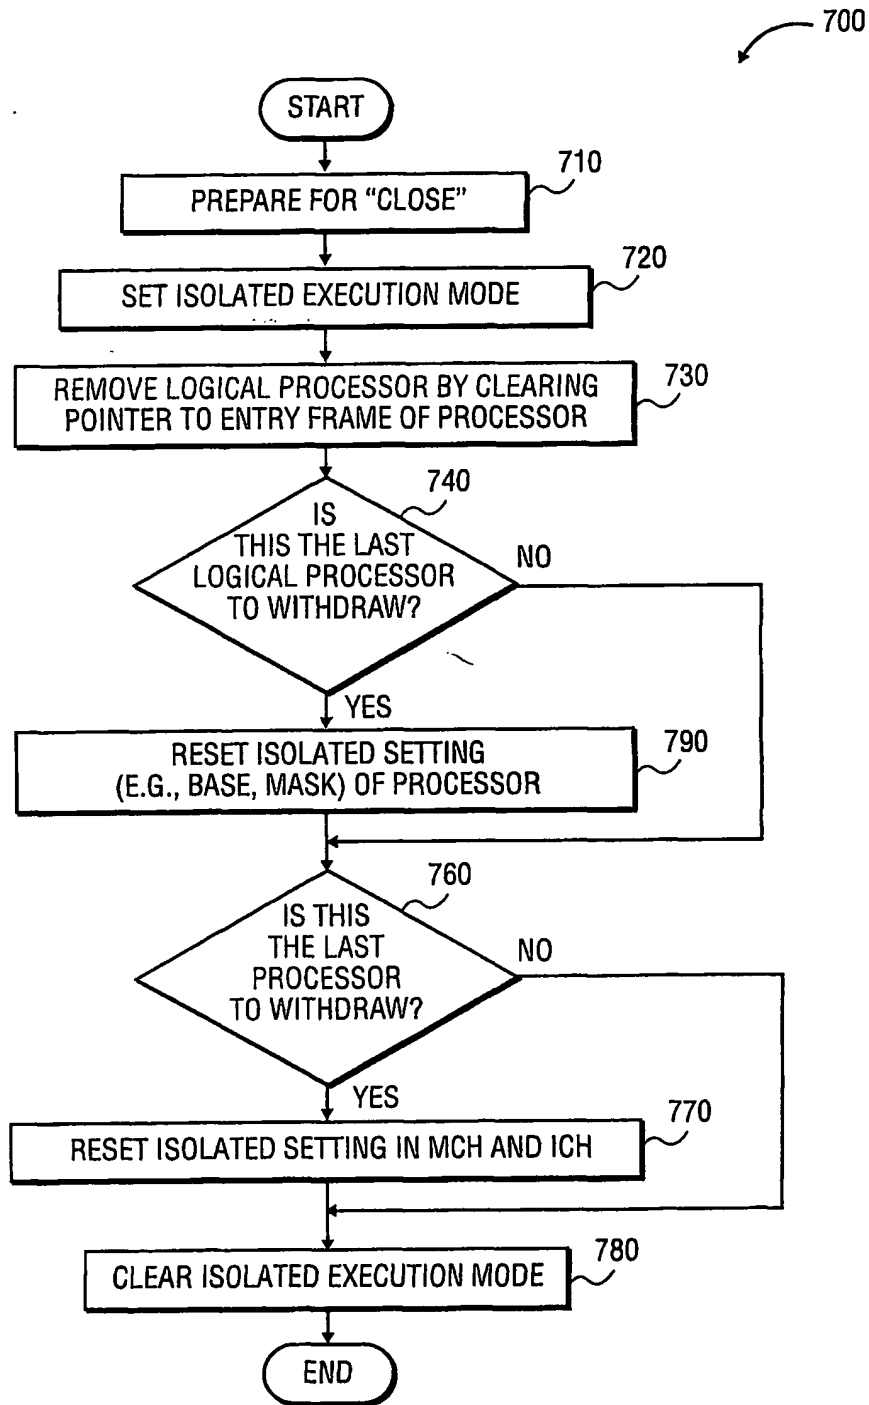 700
START
710
PREPARE FOR “CLOSE”
720
SET ISOLATED EXECUTION MODE
730
REMOVE LOGICAL PROCESSOR BY CLEARING
POINTER TO ENTRY FRAME OF PROCESSOR
740
IS
THIS THE LAST
LOGICAL PROCESSOR
TO WITHDRAW?
NO
YES
790
RESET ISOLATED SETTING
(E.G., BASE, MASK) OF PROCESSOR
760
IS THIS
THE LAST
PROCESSOR
TO WITHDRAW?
NO
YES
770
RESET ISOLATED SETTING IN MCH AND ICH
780
CLEAR ISOLATED EXECUTION MODE
END